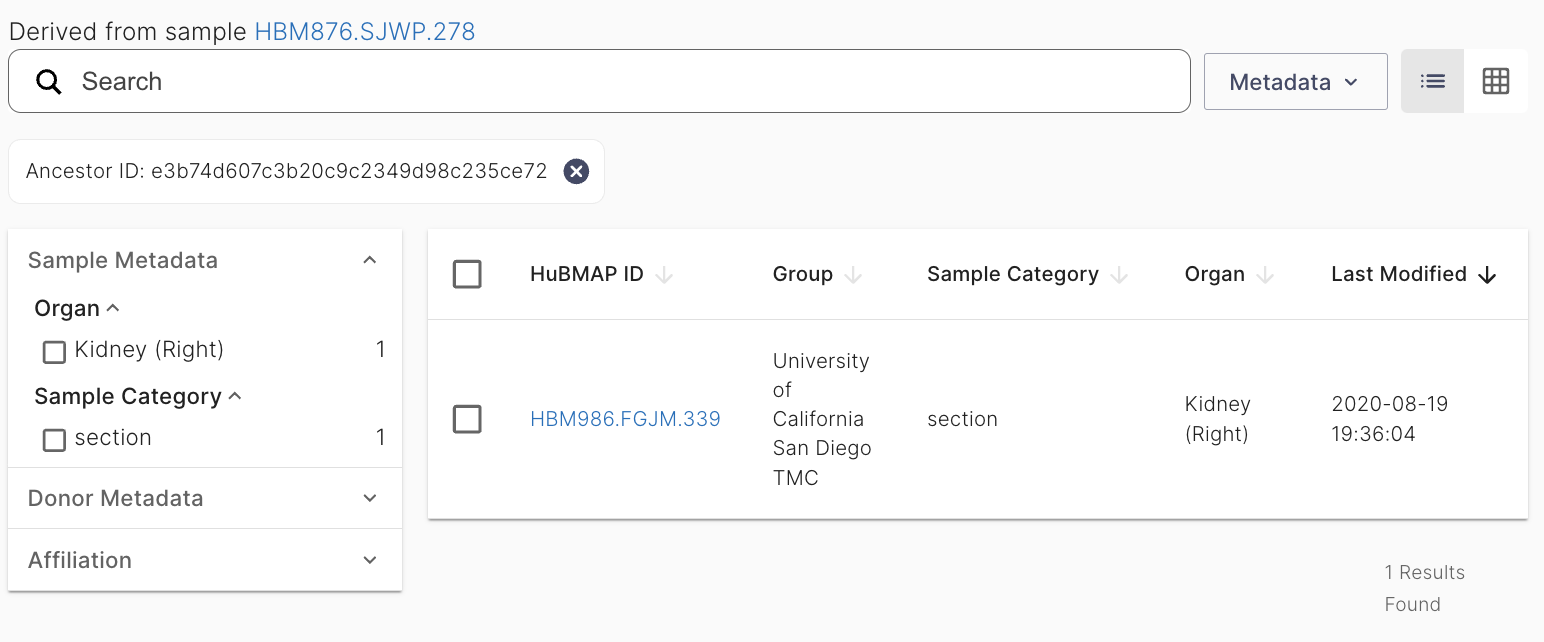 Derived from sample HBM876.SJWP.278
Search
Metadata
Ancestor ID: e3b74d607c3b20c9c2349d98c235ce72
Sample Metadata
Organ
Kidney (Right) 1
Sample Category
section 1
Donor Metadata
Affiliation
HuBMAP ID Group Sample Category Organ Last Modified
HBM986.FGJM.339
University
of
California
San Diego
TMC
section
Kidney
(Right)
2020-08-19
19:36:04
1 Results
Found